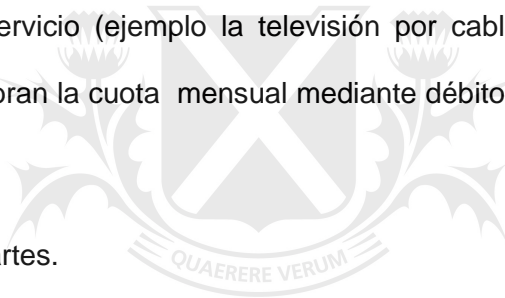 ervicio (ejemplo la televisión por cabl
oran la cuota mensual mediante débito
artes.
QUAERERE VERUM